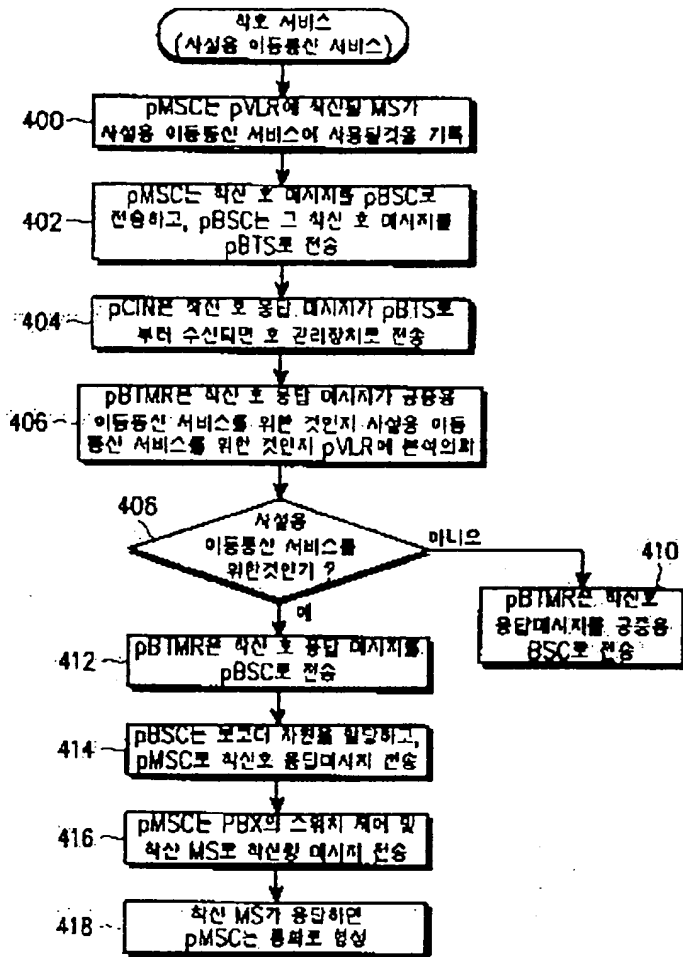 착호 서비스
(사설용 이동통신 서비스)
400
pMSC는 pVLR에 착신될 MS가
사설용 이동통신 서비스에 사용될것을 기록
402
pMSC는 착신 호 메시지를 pBSC로
전송하고, pBSC는 그 착신 호 메시지를
pBTS로 전송
404
pCIN은 착신 호 응답 메시지가 pBTS로
부터 수신되면 호 관리장치로 전송
406
pBTMR은 착신 호 응답 메시지가 공중용
이동통신 서비스를 위한 것인지 사설용 이동
통신 서비스를 위한 것인지 pVLR에 분석의뢰
408
사설용
이동통신 서비스를
위한것인가 ?
아니오
예
410
pBTMR은 착신호
응답메시지를 공중용
BSC로 전송
412
pBTMR은 착신 호 응답 메시지를
pBSC로 전송
414
pBSC는 보코더 자원을 할당하고,
pMSC로 착신호 응답메시지 전송
416
pMSC는 PBX의 스위치 제어 및
착신 MS로 착신링 메시지 전송
418
착신 MS가 응답하면
pMSC는 통화로 형성